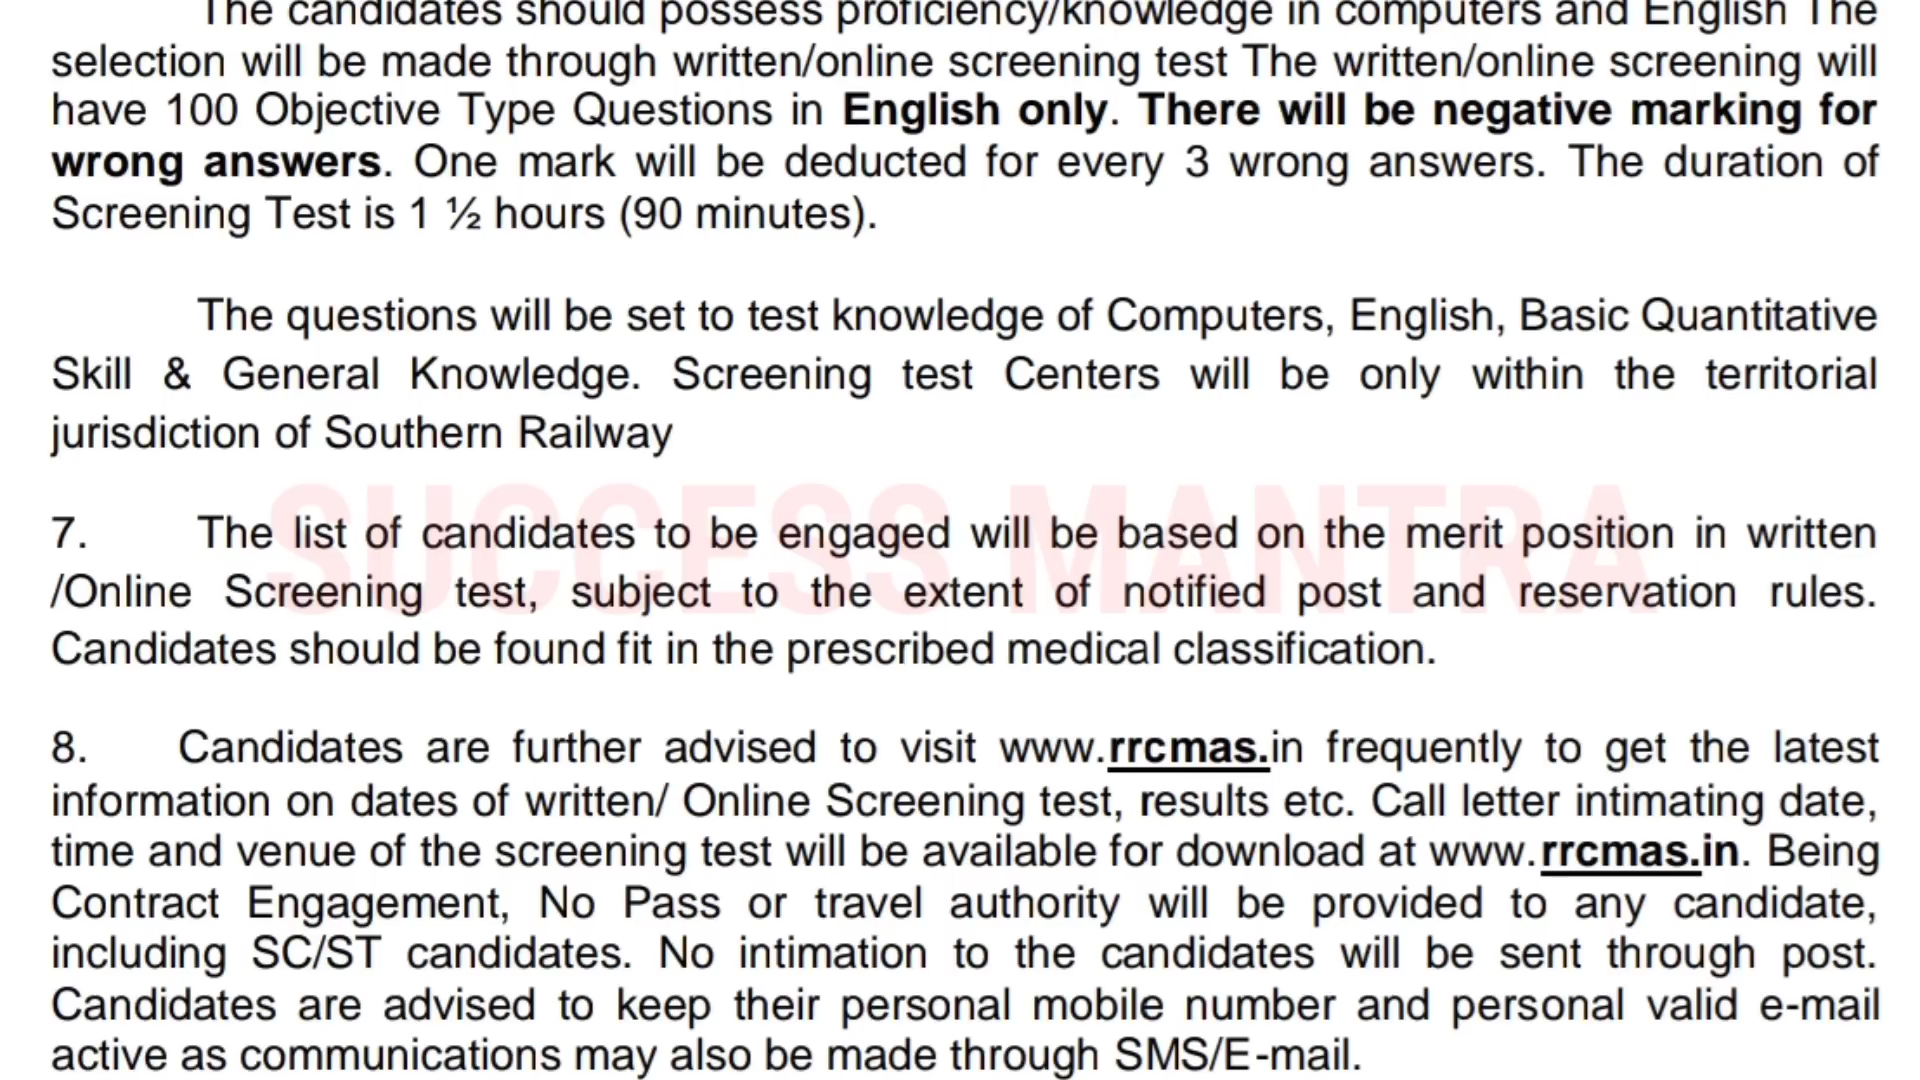 The candidates should possess proficiency/knowledge in computers and English The
selection will be made through written/online screening test The written/online screening will
have 100 Objective Type Questions in English only. There will be negative marking for
wrong answers. One mark will be deducted for every 3 wrong answers. The duration of
Screening Test is 1 ½ hours (90 minutes).
The questions will be set to test knowledge of Computers, English, Basic Quantitative
Skill & General Knowledge. Screening test Centers will be only within the territorial
jurisdiction of Southern Railway
SUCCESS MANTRA
7. The list of candidates to be engaged will be based on the merit position in written
/Online Screening test, subject to the extent of notified post and reservation rules.
Candidates should be found fit in the prescribed medical classification.
8. Candidates are further advised to visit www.rrcmas.in frequently to get the latest
information on dates of written/ Online Screening test, results etc. Call letter intimating date,
time and venue of the screening test will be available for download at www.rrcmas.in. Being
Contract Engagement, No Pass or travel authority will be provided to any candidate,
including SC/ST candidates. No intimation to the candidates will be sent through post.
Candidates are advised to keep their personal mobile number and personal valid e-mail
active as communications may also be made through SMS/E-mail.